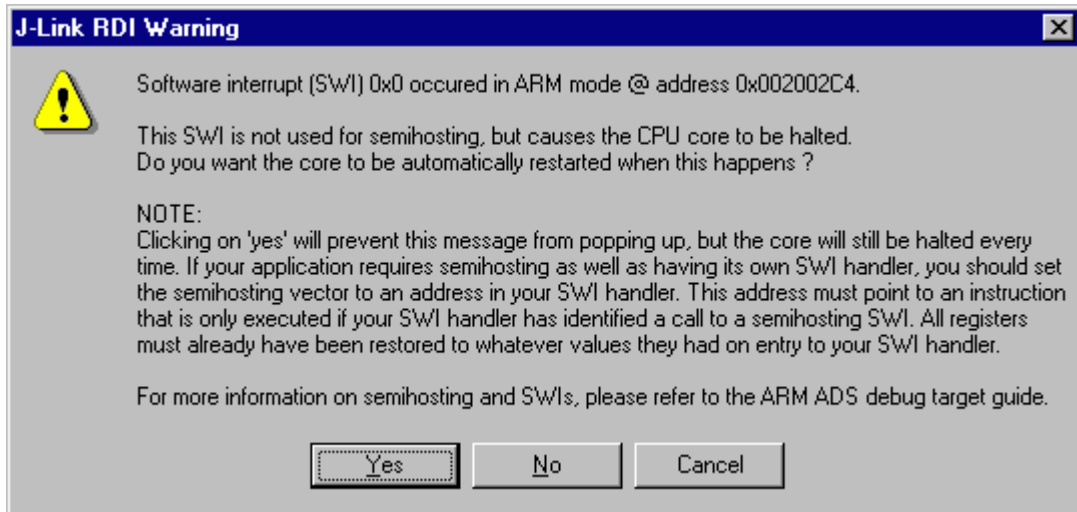 J-Link RDI Warning
Software interrupt (SWI) 0x0 occured in ARM mode @ address 0x002002C4.
This SWI is not used for semihosting, but causes the CPU core to be halted.
Do you want the core to be automatically restarted when this happens ?
NOTE:
Clicking on 'yes' will prevent this message from popping up, but the core will still be halted every
time. If your application requires semihosting as well as having its own SWI handler, you should set
the semihosting vector to an address in your SWI handler. This address must point to an instruction
that is only executed if your SWI handler has identified a call to a semihosting SWI. All registers
must already have been restored to whatever values they had on entry to your SWI handler.
For more information on semihosting and SWIs, please refer to the ARM ADS debug target guide.
Yes No Cancel